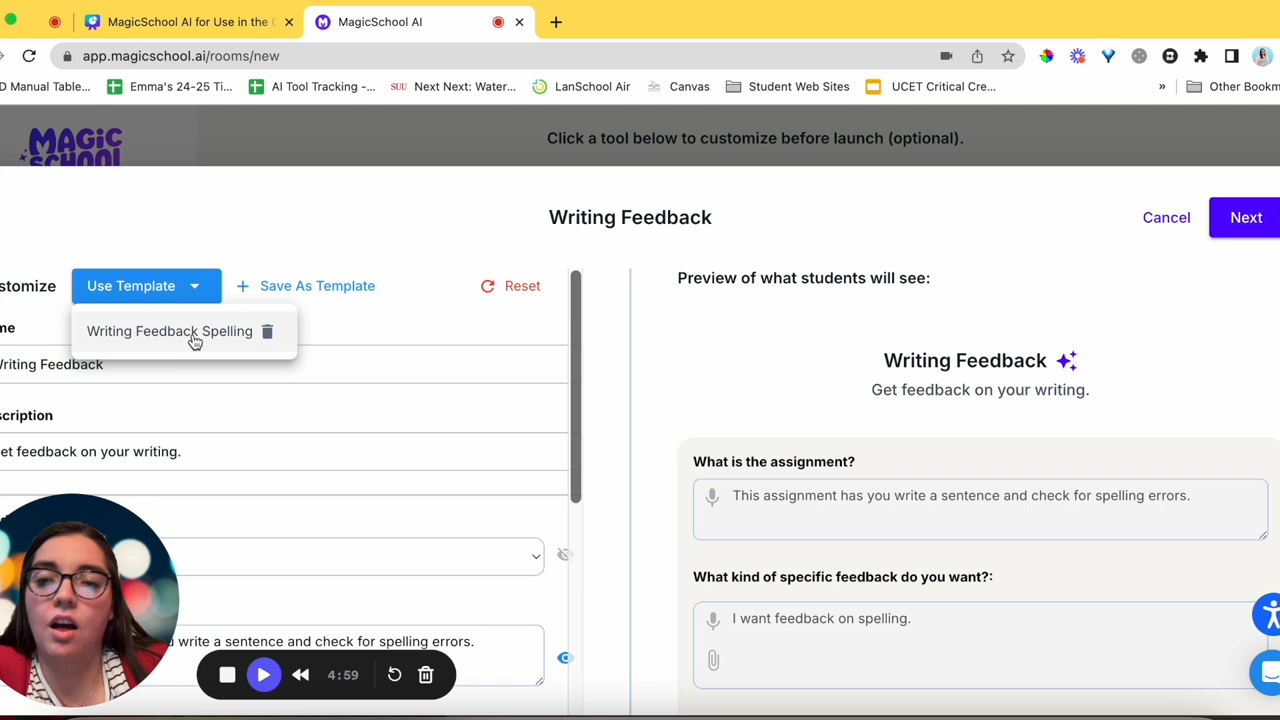 MagicSchool AI for Use in the
MagicSchool AI
app.magicschool.ai/rooms/new
D Manual Table...
Emma's 24-25 Ti...
AI Tool Tracking -...
SUU Next Next: Water...
LanSchool Air
Canvas
Student Web Sites
UCET Critical Cre...
»
Other Bookm
MAGIC
SCHOOL
Click a tool below to customize before launch (optional).
Writing Feedback
Cancel
Next
stomize
Use Template
+ Save As Template
Reset
Preview of what students will see:
me
Writing Feedback Spelling
Writing Feedback
Writing Feedback
Get feedback on your writing.
scription
et feedback on your writing.
What is the assignment?
This assignment has you write a sentence and check for spelling errors.
What kind of specific feedback do you want?:
I want feedback on spelling.
write a sentence and check for spelling errors.
4:59